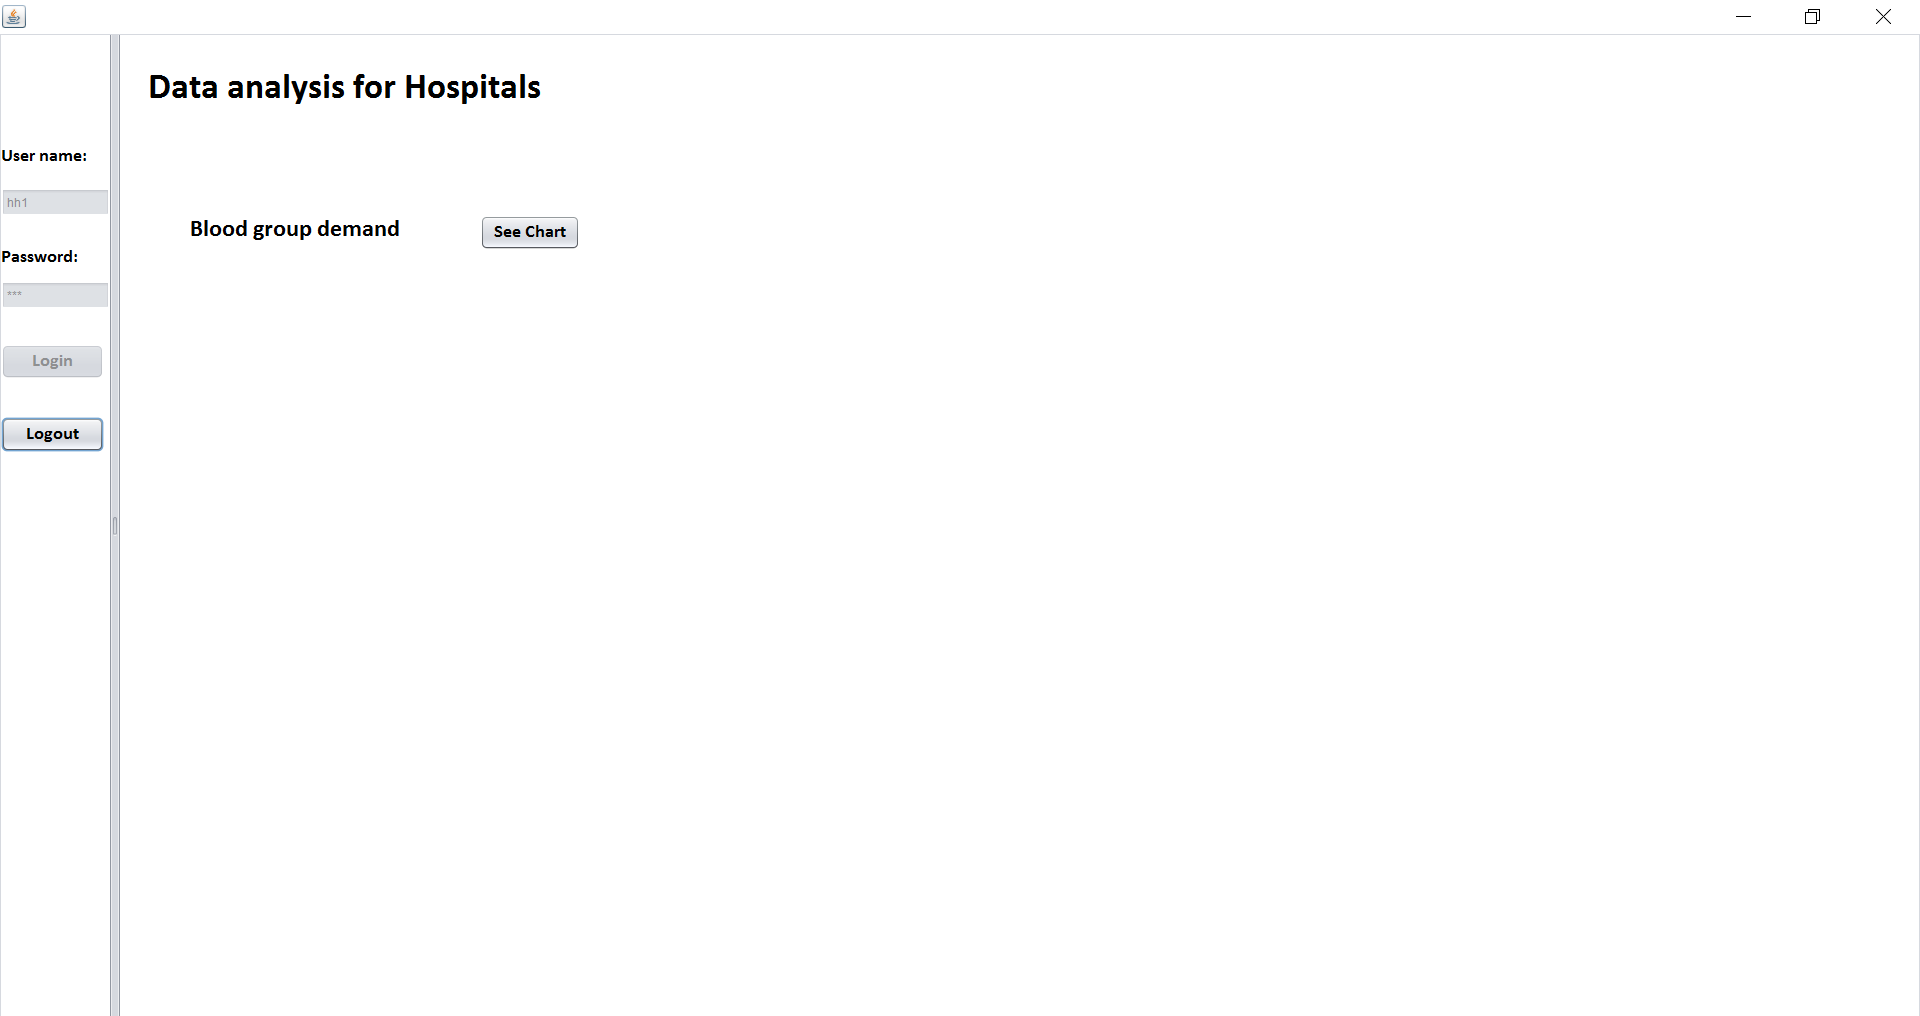 Data analysis for Hospitals
User name:
hh1
Password:
***
Login
Logout
Blood group demand
See Chart